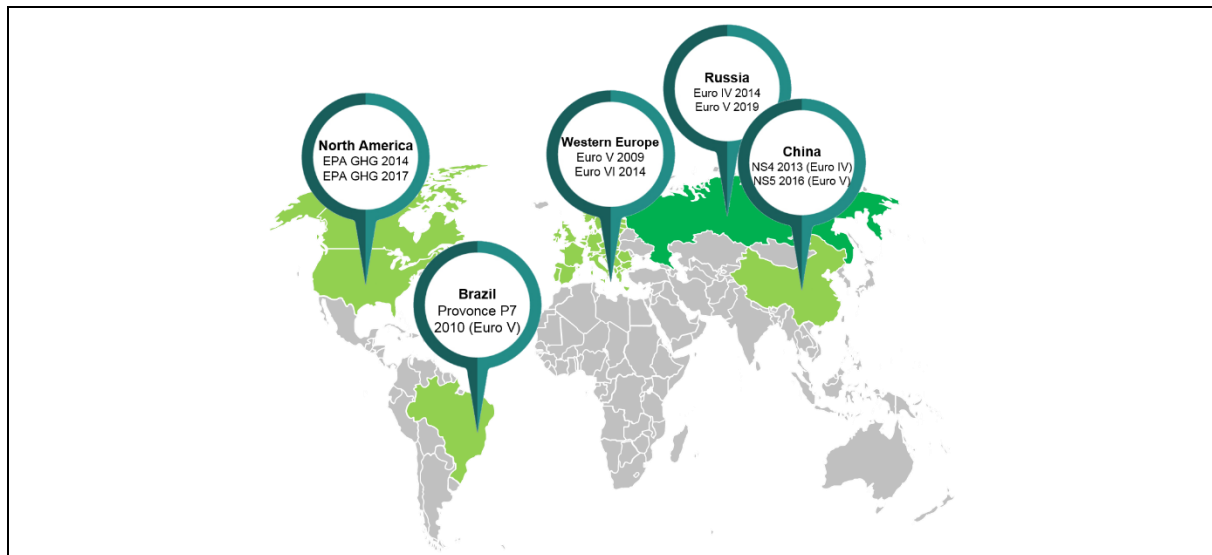 North America
EPA GHG 2014
EPA GHG 2017
Western Europe
Euro V 2009
Euro VI 2014
Russia
Euro IV 2014
Euro V 2019
China
NS4 2013 (Euro IV)
NS5 2016 (Euro V)
Brazil
Provonce P7
2010 (Euro V)